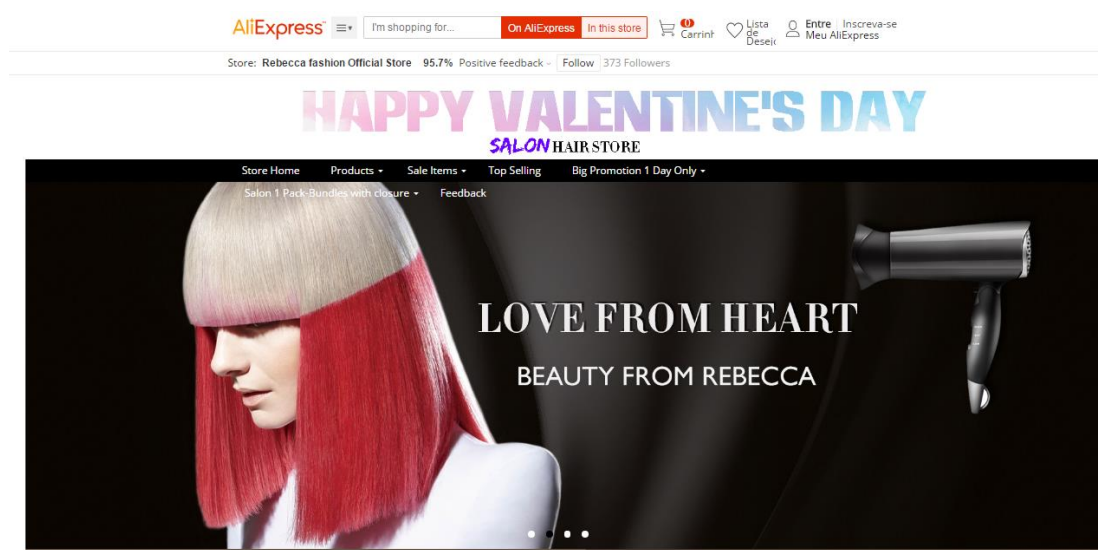 AliExpress
I'm shopping for...
On AliExpress
In this store
0
Carrinh
Lista
de
Desejo
Entre
Inscreva-se
Meu AliExpress
Store: Rebecca fashion Official Store 95.7% Positive feedback Follow 373 Followers
HAPPY VALENTINE'S DAY
SALON HAIR STORE
Store Home Products Sale Items Top Selling Big Promotion 1 Day Only
Salon 1 Pack-Bundles with closure Feedback
LOVE FROM HEART
BEAUTY FROM REBECCA